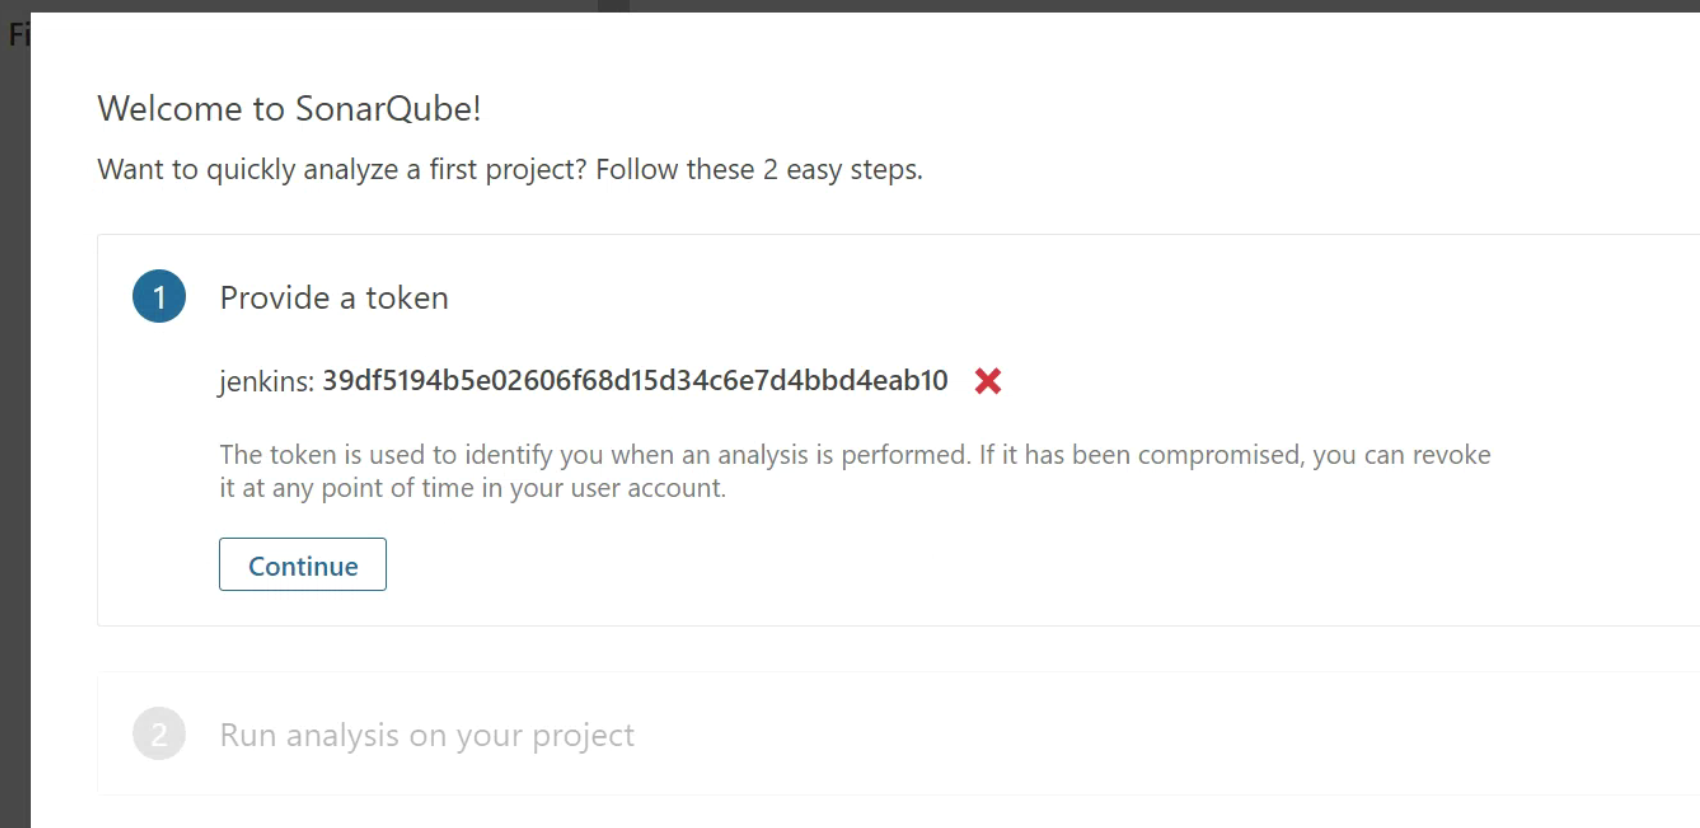 Fi
Welcome to SonarQube!
Want to quickly analyze a first project? Follow these 2 easy steps.
1 Provide a token
jenkins: 39df5194b5e02606f68d15d34c6e7d4bbd4eab10
The token is used to identify you when an analysis is performed. If it has been compromised, you can revoke
it at any point of time in your user account.
Continue
2 Run analysis on your project